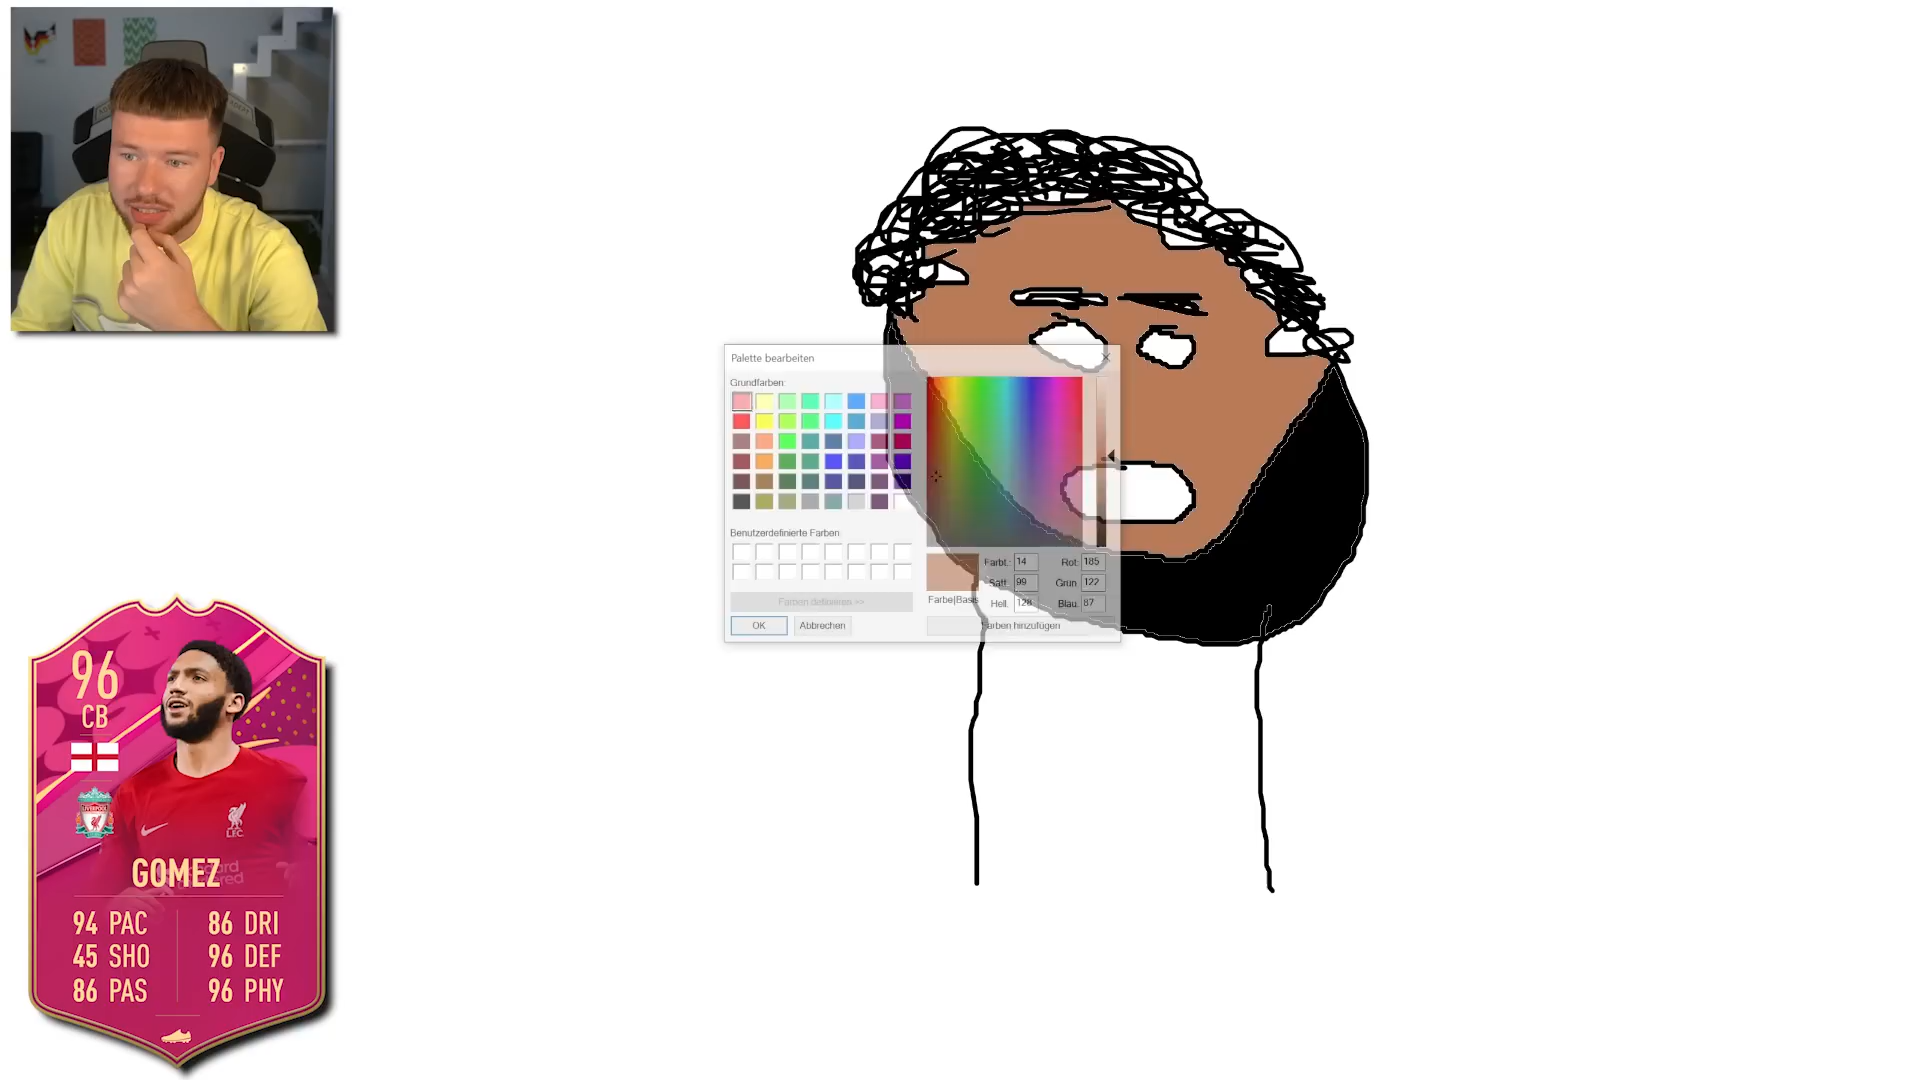 Palette bearbeiten
Grundfarben:
Benutzerdefinierte Farben
Farben definieren >>
OK
Abbrechen
Farbe|Basis
Farbt.: 14
Rot: 185
Satt. 99
Grün 122
Hell. 128
Blau. 87
Farben hinzufügen
96
CB
LIVERPOOL
L.F.C.
GOMEZ
94 PAC
86 DRI
45 SHO
96 DEF
86 PAS
96 PHY